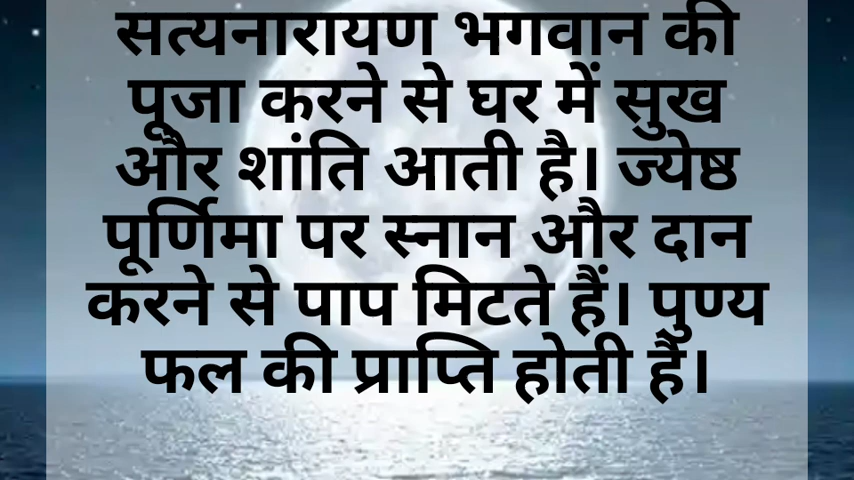 सत्यनारायण भगवान की
पूजा करने से घर में सुख
और शांति आती है। ज्येष्ठ
पूर्णिमा पर स्नान और दान
करने से पाप मिटते हैं। पुण्य
फल की प्राप्ति होती है।